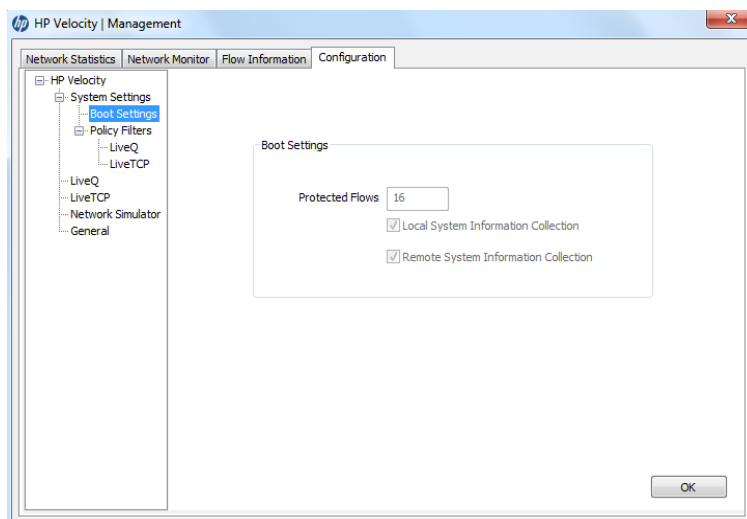 hp HP Velocity | Management
Network Statistics Network Monitor Flow Information Configuration
HP Velocity
System Settings
Boot Settings
Policy Filters
LiveQ
LiveTCP
LiveQ
LiveTCP
Network Simulator
General
Boot Settings
Protected Flows 16
Local System Information Collection
Remote System Information Collection
OK